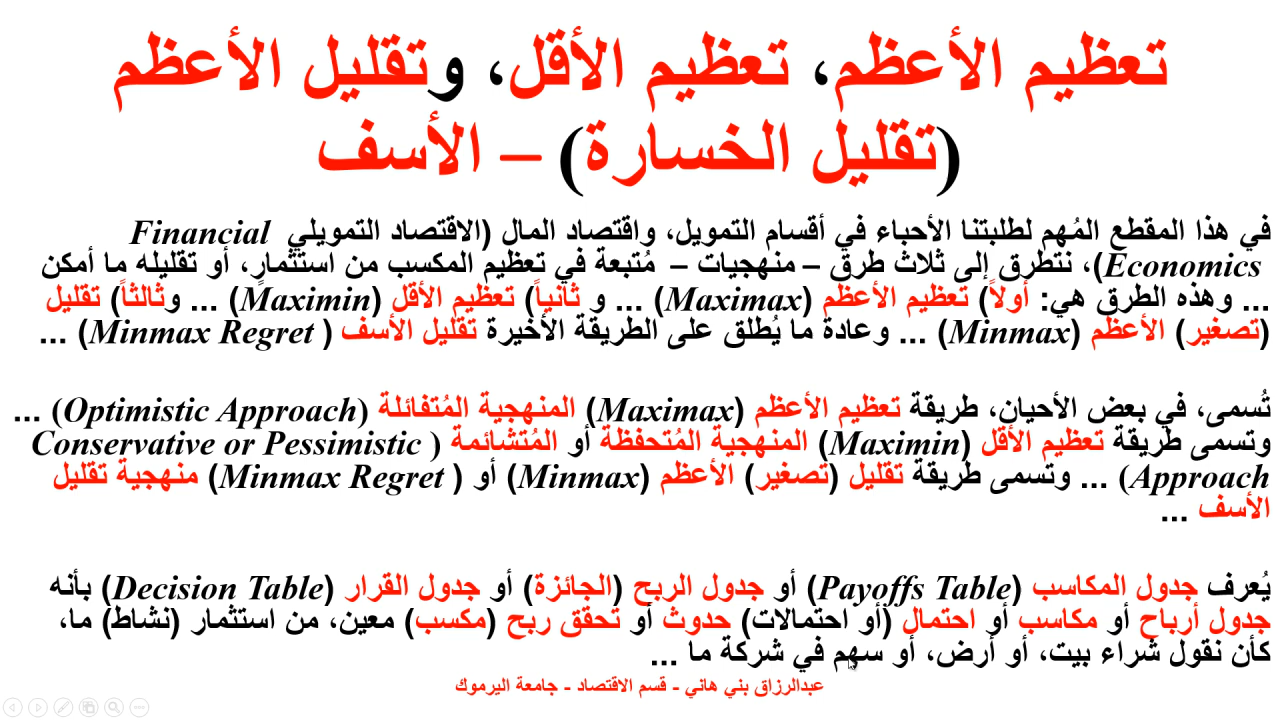 تعظيم الأعظم، تعظيم الأقل، وتقليل الأعظم
(تقليل الخسارة) – الأسف
في هذا المقطع المُهم لطلبتنا الأحباء في أقسام التمويل، واقتصاد المال (الاقتصاد التمويلي Financial
Economics)، نتطرق إلى ثلاث طرق – منهجيات – مُتبعة في تعظيم المكسب من استثمارٍ، أو تقليله ما أمكن
... وهذه الطرق هي: أولاً) تعظيم الأعظم (Maximax) ... و ثانياً) تعظيم الأقل (Maximin) ... وثالثاً) تقليل
(تصغير) الأعظم (Minmax) ... وعادة ما يُطلق على الطريقة الأخيرة تقليل الأسف (Minmax Regret) ...
تُسمى، في بعض الأحيان، طريقة تعظيم الأعظم (Maximax) المنهجية المُتفائلة (Optimistic Approach) ...
وتسمى طريقة تعظيم الأقل (Maximin) المنهجية المُتحفظة أو المُتشائمة (Conservative or Pessimistic
Approach) ... وتسمى طريقة تقليل (تصغير) الأعظم (Minmax) أو (Minmax Regret) منهجية تقليل
الأسف ...
يُعرف جدول المكاسب (Payoffs Table) أو جدول الربح (الجائزة) أو جدول القرار (Decision Table) بأنه
جدول أرباح أو مكاسب أو احتمال (أو احتمالات) حدوث أو تحقق ربح (مكسب) معين، من استثمار (نشاط) ما،
كأن نقول شراء بيت، أو أرض، أو سهم في شركة ما ...
عبدالرزاق بني هاني - قسم الاقتصاد - جامعة اليرموك